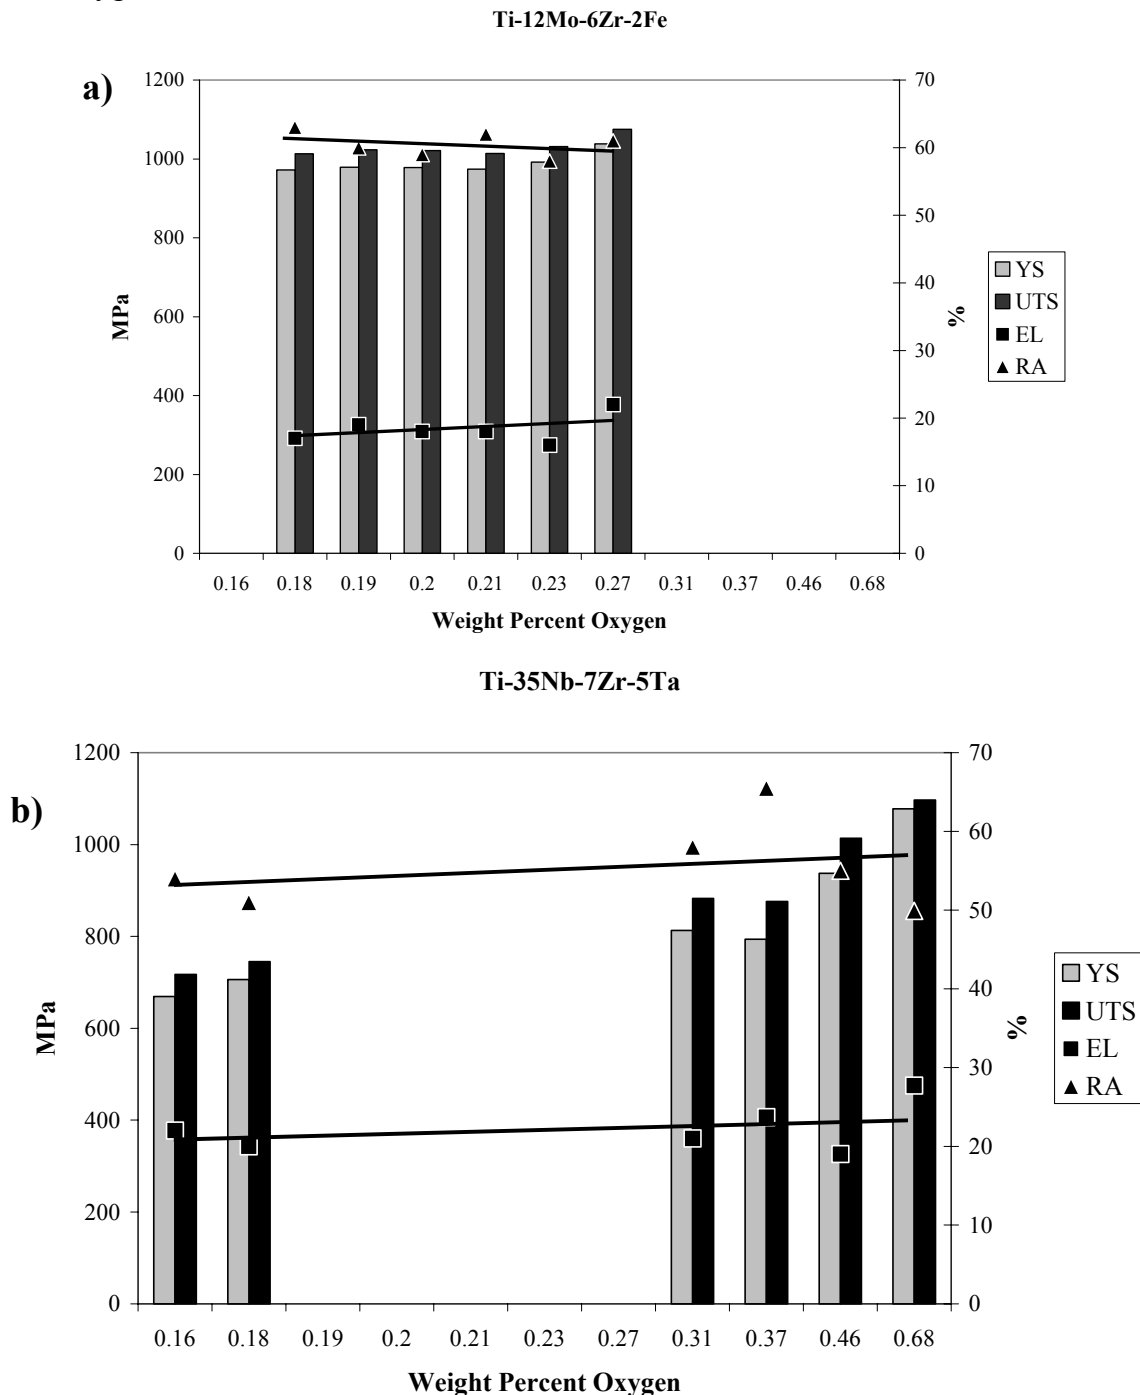 Ti-12Mo-6Zr-2Fe
a)
1200
1000
800
600
400
200
0
MPa
70
60
50
40
30
20
10
0
%
YS
UTS
EL
RA
0.16 0.18 0.19 0.2 0.21 0.23 0.27 0.31 0.37 0.46 0.68
Weight Percent Oxygen
Ti-35Nb-7Zr-5Ta
b)
1200
1000
800
600
400
200
0
MPa
70
60
50
40
30
20
10
0
%
YS
UTS
EL
RA
0.16 0.18 0.19 0.2 0.21 0.23 0.27 0.31 0.37 0.46 0.68
Weight Percent Oxygen